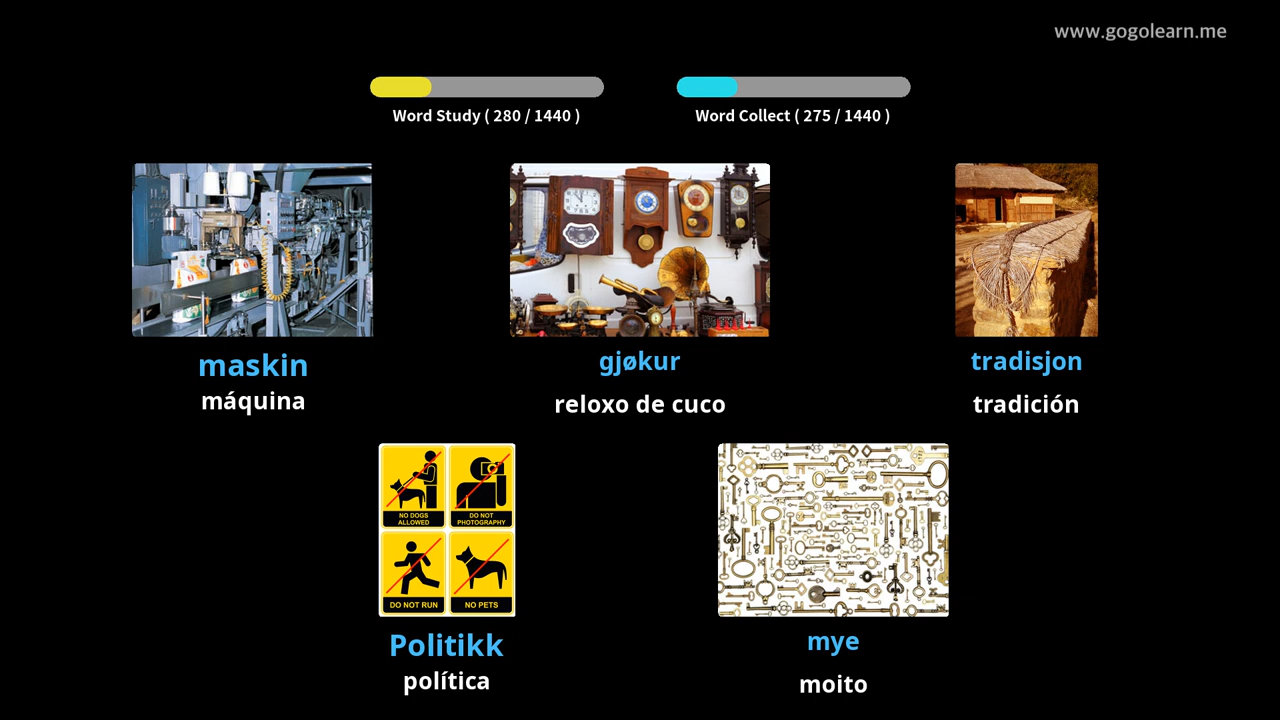 www.gogolearn.me
Word Study ( 280 / 1440 )
Word Collect ( 275 / 1440 )
maskin
máquina
gjøkur
reloxo de cuco
tradisjon
tradición
NO DOGS
ALLOWED
DO NOT
PHOTOGRAPHY
DO NOT RUN
NO PETS
Politikk
política
mye
moito